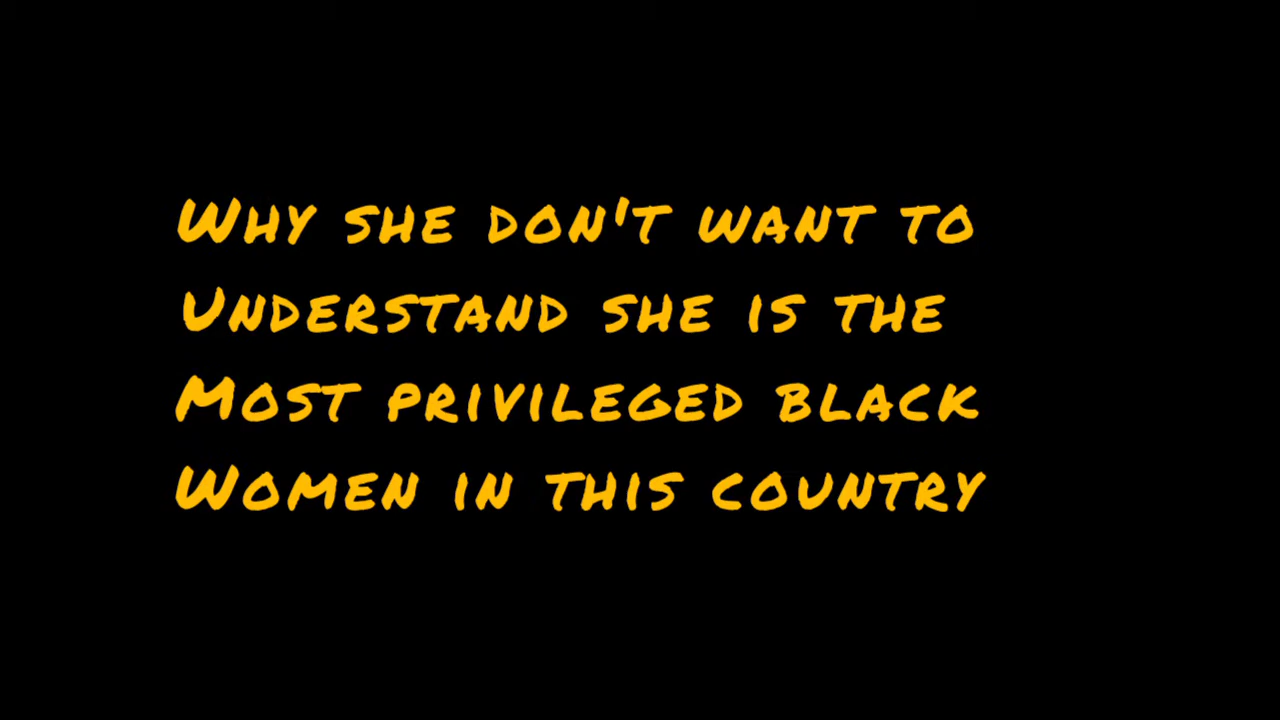 Why she don't want to
Understand she is the
Most privileged black
Women in this country